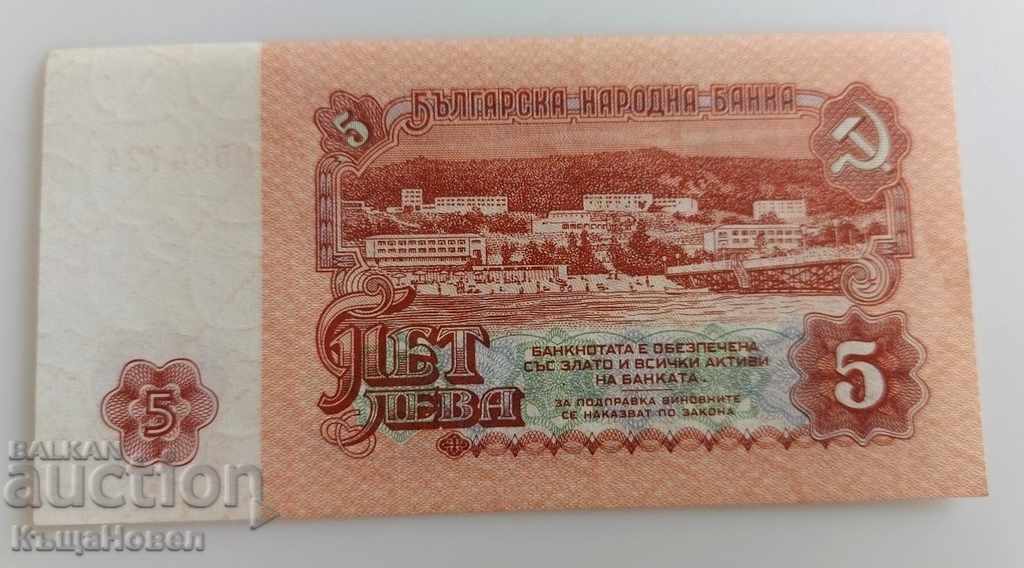 БЪЛГАРСКА НАРОДНА БАНКА
5
ПЕТ
ЛЕВА
БАНКНОТАТА Е ОБЕЗПЕЧЕНА
СЪС ЗЛАТО И ВСИЧКИ АКТИВИ
НА БАНКАТА.
ЗА ПОДПРАВКА ВИНОВНИТЕ
СЕ НАКАЗВАТ ПО ЗАКОНА
5
5
BALKAN
auction
КъщаНовел